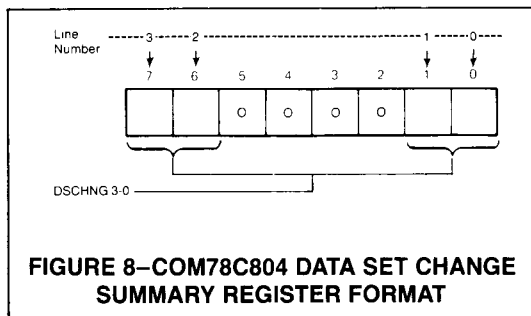 Line Number 3 2 1 0
7 6 5 4 3 2 1 0
0 0 0 0
DSCHNG 3-0
FIGURE 8–COM78C804 DATA SET CHANGE
SUMMARY REGISTER FORMAT